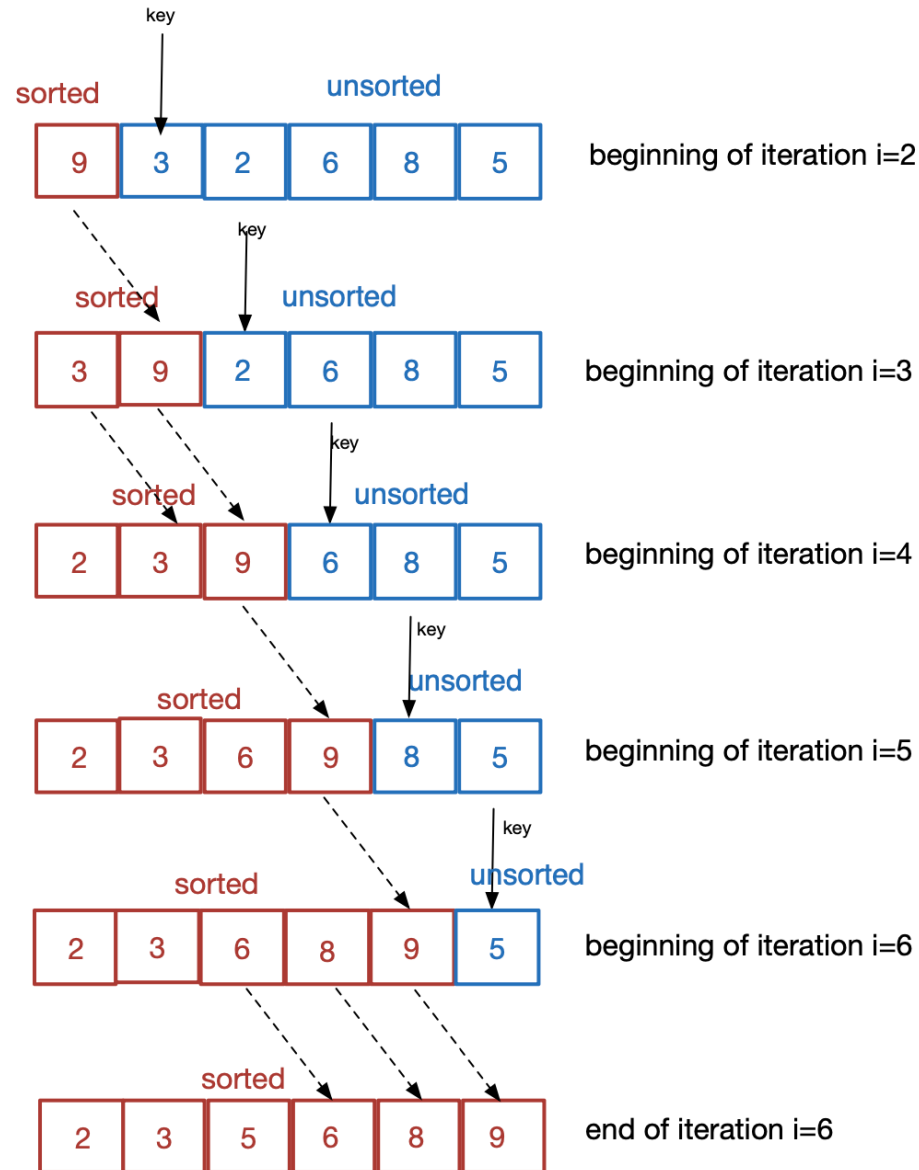 key
sorted unsorted
9 3 2 6 8 5 beginning of iteration i=2
key
sorted unsorted
3 9 2 6 8 5 beginning of iteration i=3
key
sorted unsorted
2 3 9 6 8 5 beginning of iteration i=4
key
sorted unsorted
2 3 6 9 8 5 beginning of iteration i=5
key
sorted unsorted
2 3 6 8 9 5 beginning of iteration i=6
sorted
2 3 5 6 8 9 end of iteration i=6